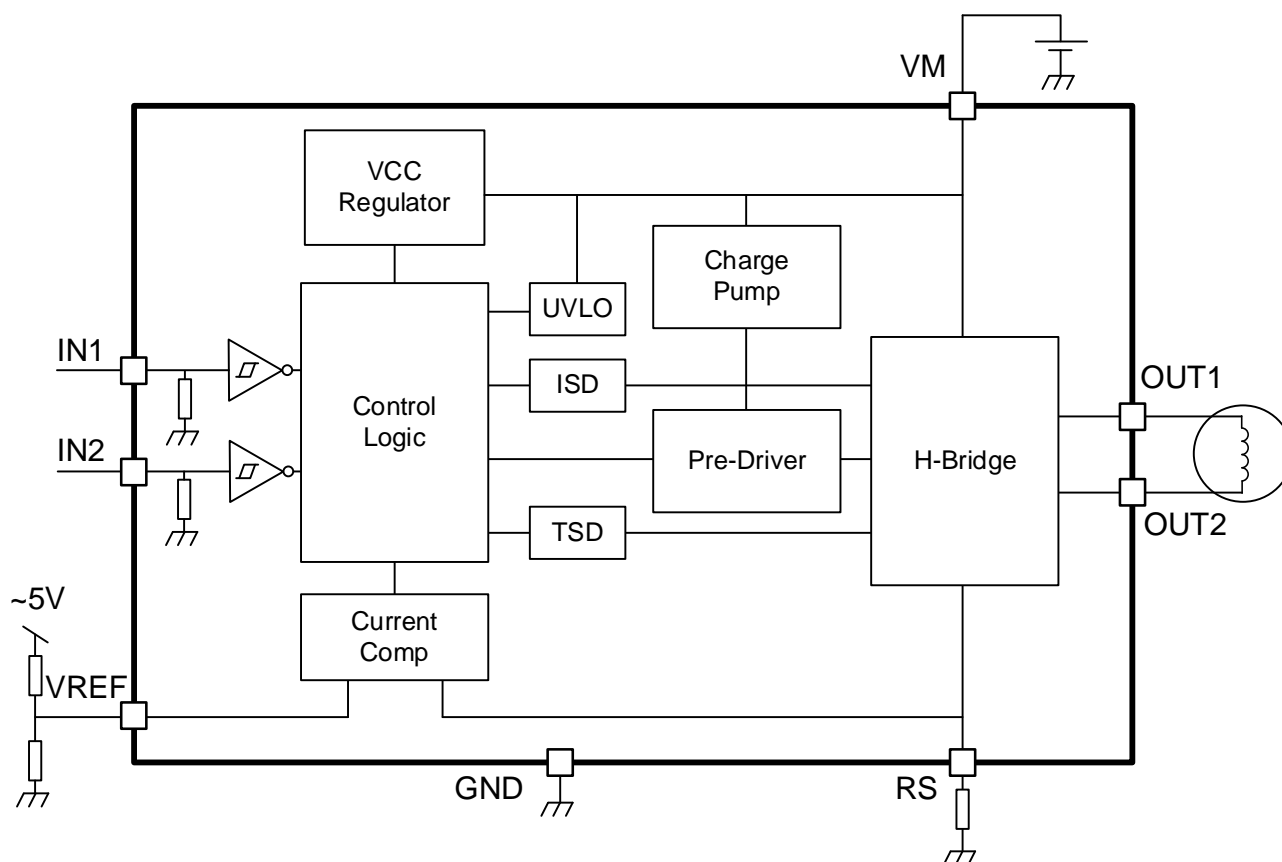 VM
VCC
Regulator
Charge
Pump
UVLO
IN1
ISD
OUT1
Control
Logic
IN2
Pre-Driver
H-Bridge
TSD
OUT2
~5V
Current
Comp
VREF
GND
RS